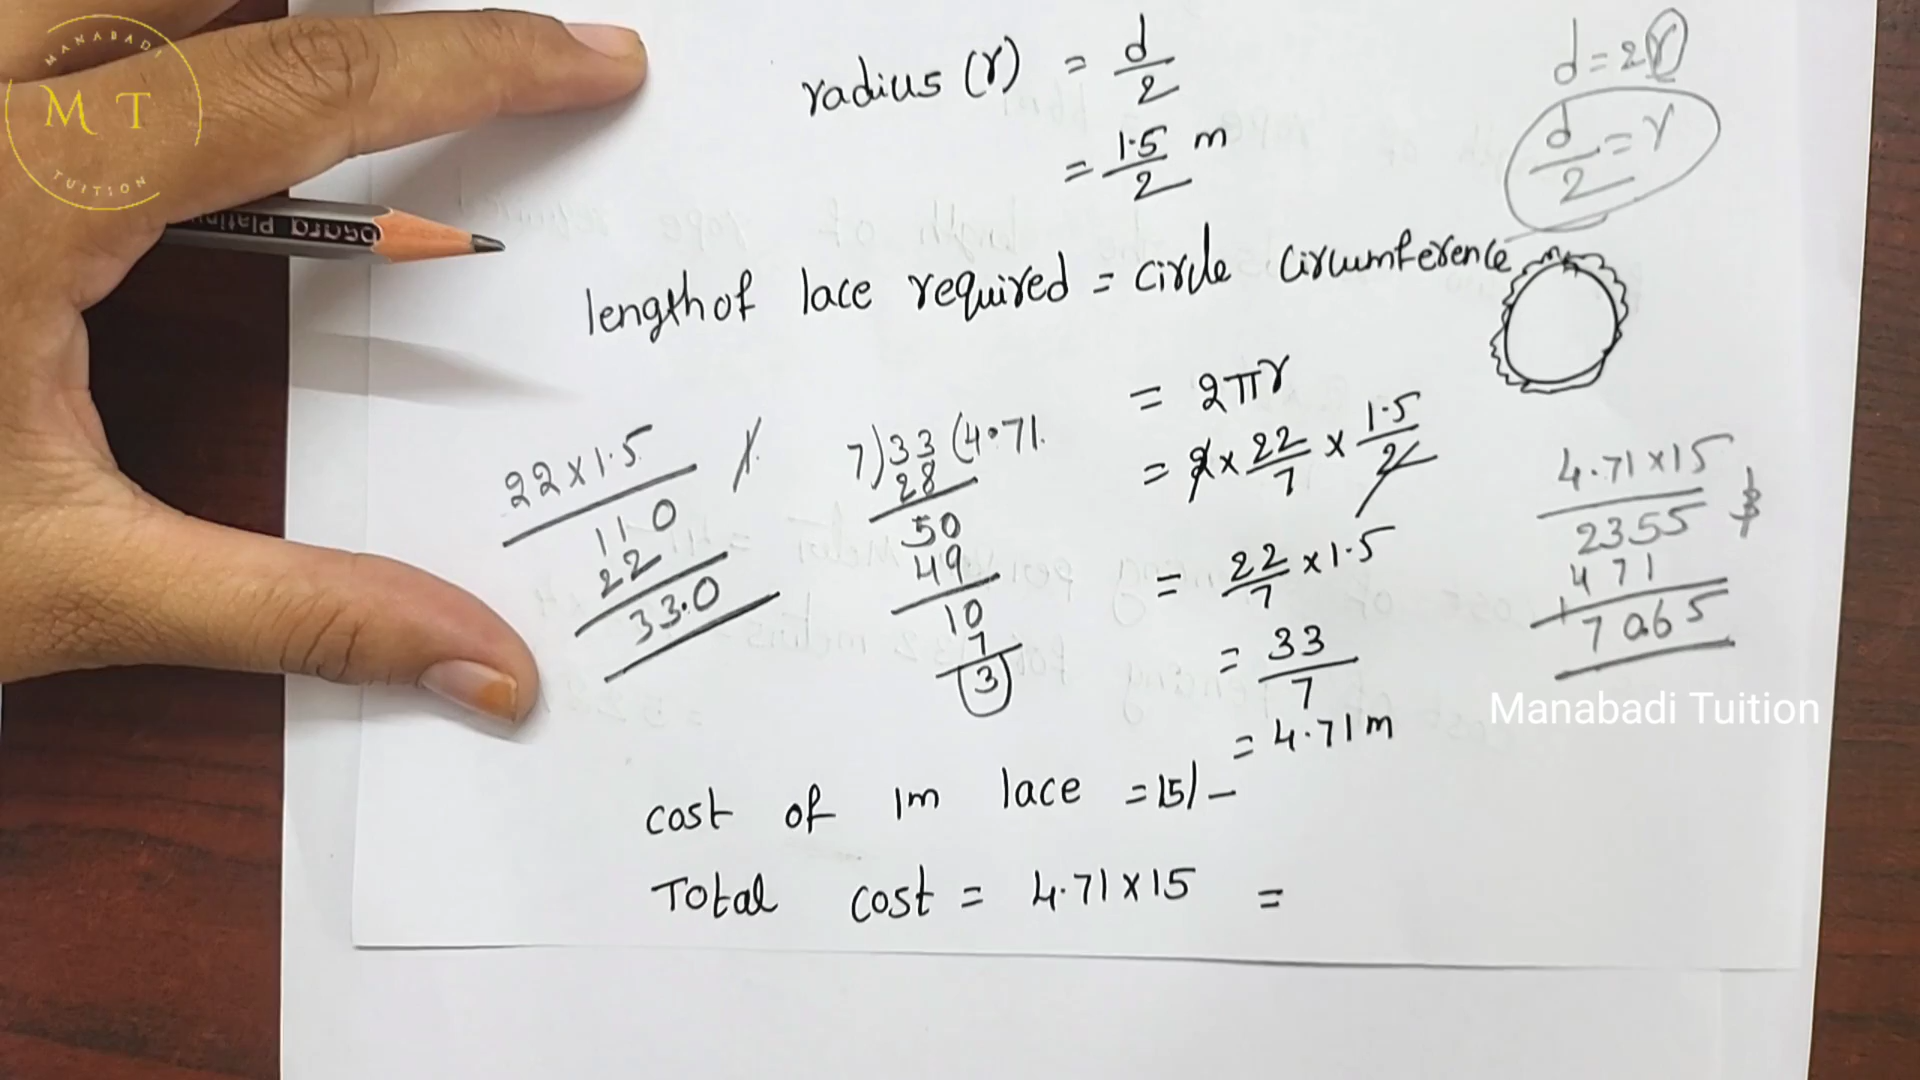 MANABADI
M T
TUITION
Platinu
radius (r) = d/2
= 1.5/2 m
d = 2r
d/2 = r
length of lace required = circle circumference
= 2πr
= 2 x 22/7 x 1.5/2
= 22/7 x 1.5
= 33/7
= 4.71 m
22 x 1.5
110
22
33.0
7)33(4.71
28
50
49
10
7
3
4.71 x 15
2355
+471
7065
Manabadi Tuition
cost of 1m lace = 15/-
Total cost = 4.71 x 15 =